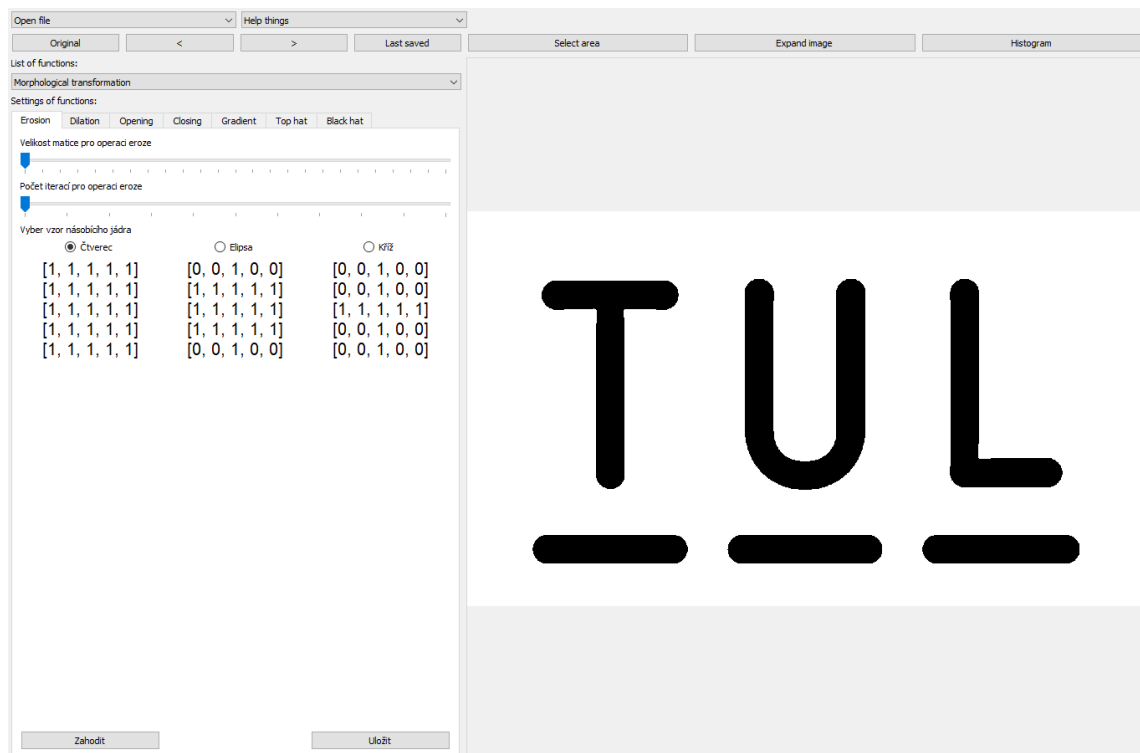 Open file Help things
Original < > Last saved Select area Expand image Histogram
List of functions:
Morphological transformation
Settings of functions:
Erosion Dilation Opening Closing Gradient Top hat Black hat
Velikost matice pro operaci eroze
Počet iterací pro operaci eroze
Vyber vzor násobícího jádra
Čtverec Elipsa Kříž
[1, 1, 1, 1, 1] [0, 0, 1, 0, 0] [0, 0, 1, 0, 0]
[1, 1, 1, 1, 1] [1, 1, 1, 1, 1] [0, 0, 1, 0, 0]
[1, 1, 1, 1, 1] [1, 1, 1, 1, 1] [1, 1, 1, 1, 1]
[1, 1, 1, 1, 1] [1, 1, 1, 1, 1] [0, 0, 1, 0, 0]
[1, 1, 1, 1, 1] [0, 0, 1, 0, 0] [0, 0, 1, 0, 0]
Zahodit Uložit
TUL